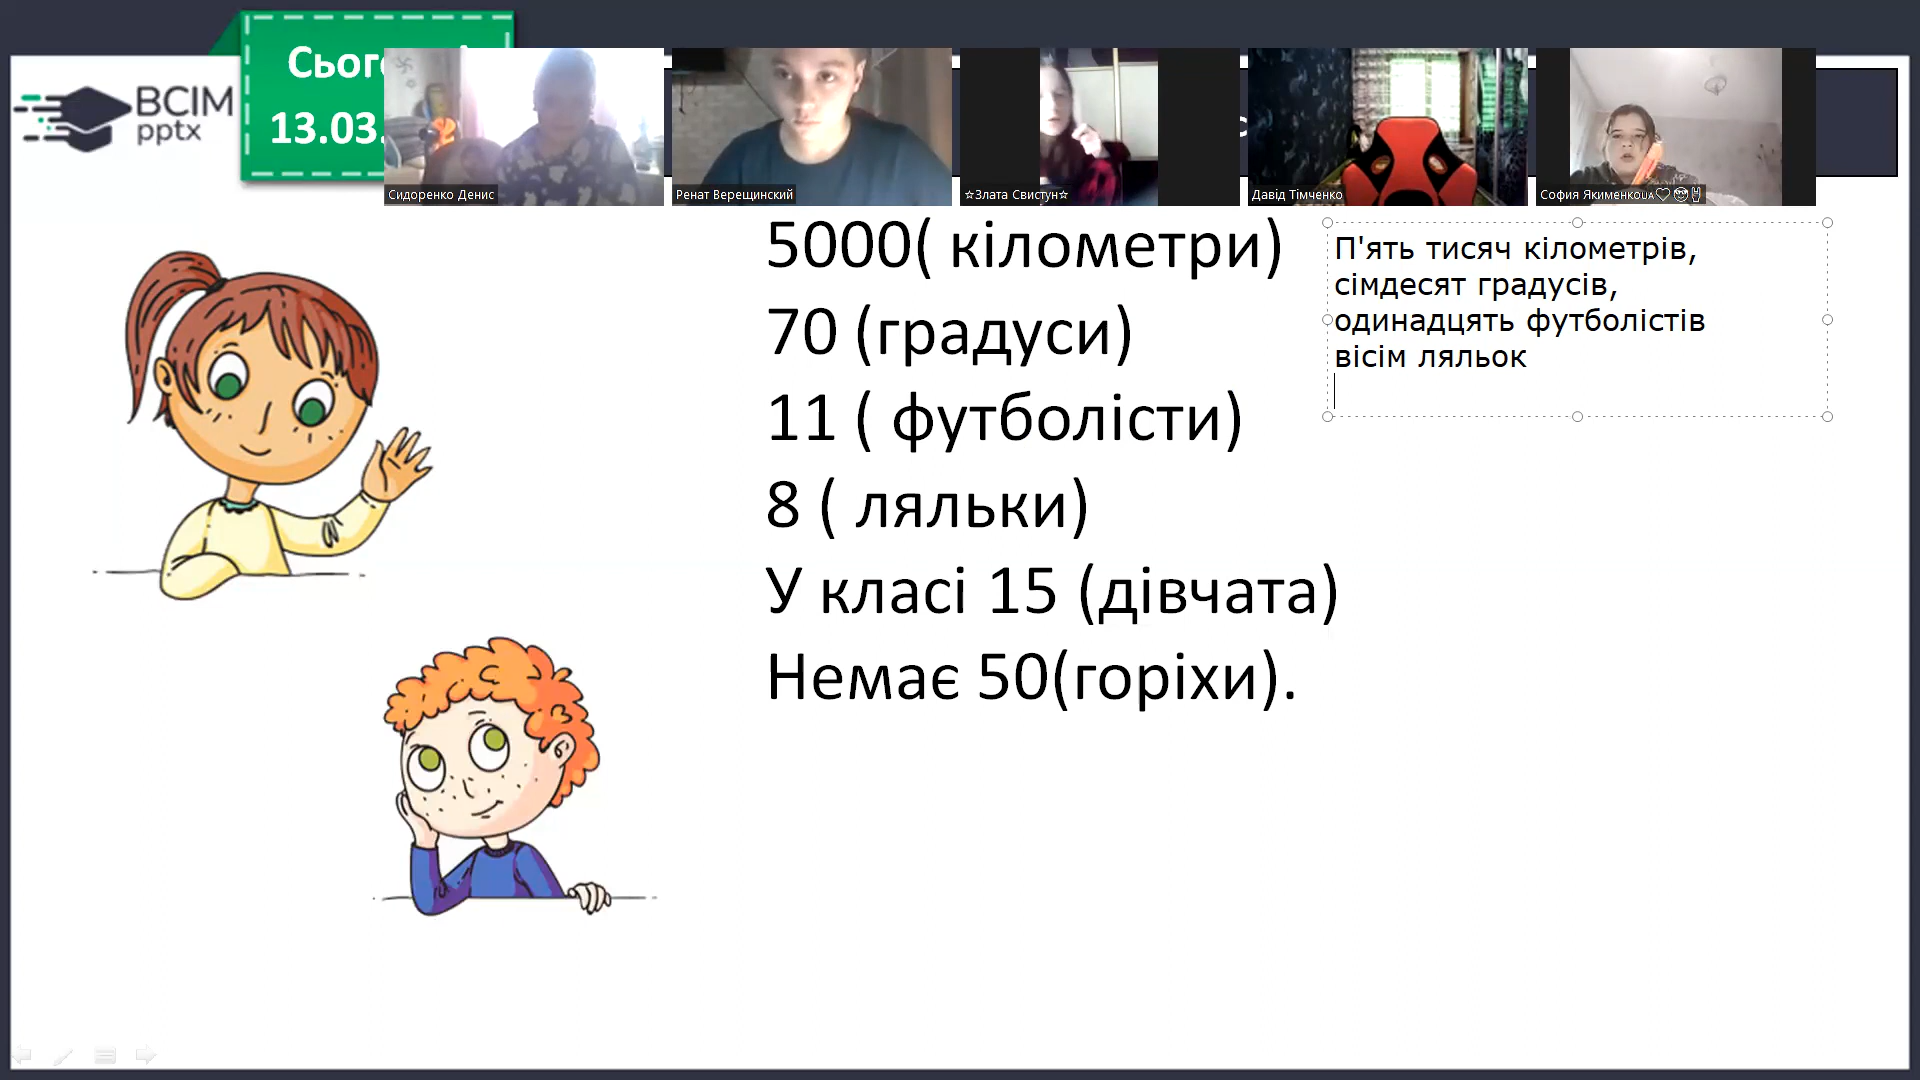 Сього
13.03.
ВСІМ
pptx
Сидоренко Денис
Ренат Верещинский
☆Злата Свистун☆
Давід Тімченко
София Якименко🇺🇦♡😎🤘
5000( кілометри)
70 (градуси)
11 ( футболісти)
8 ( ляльки)
У класі 15 (дівчата)
Немає 50(горіхи).
П'ять тисяч кілометрів,
сімдесят градусів,
одинадцять футболістів
вісім ляльок